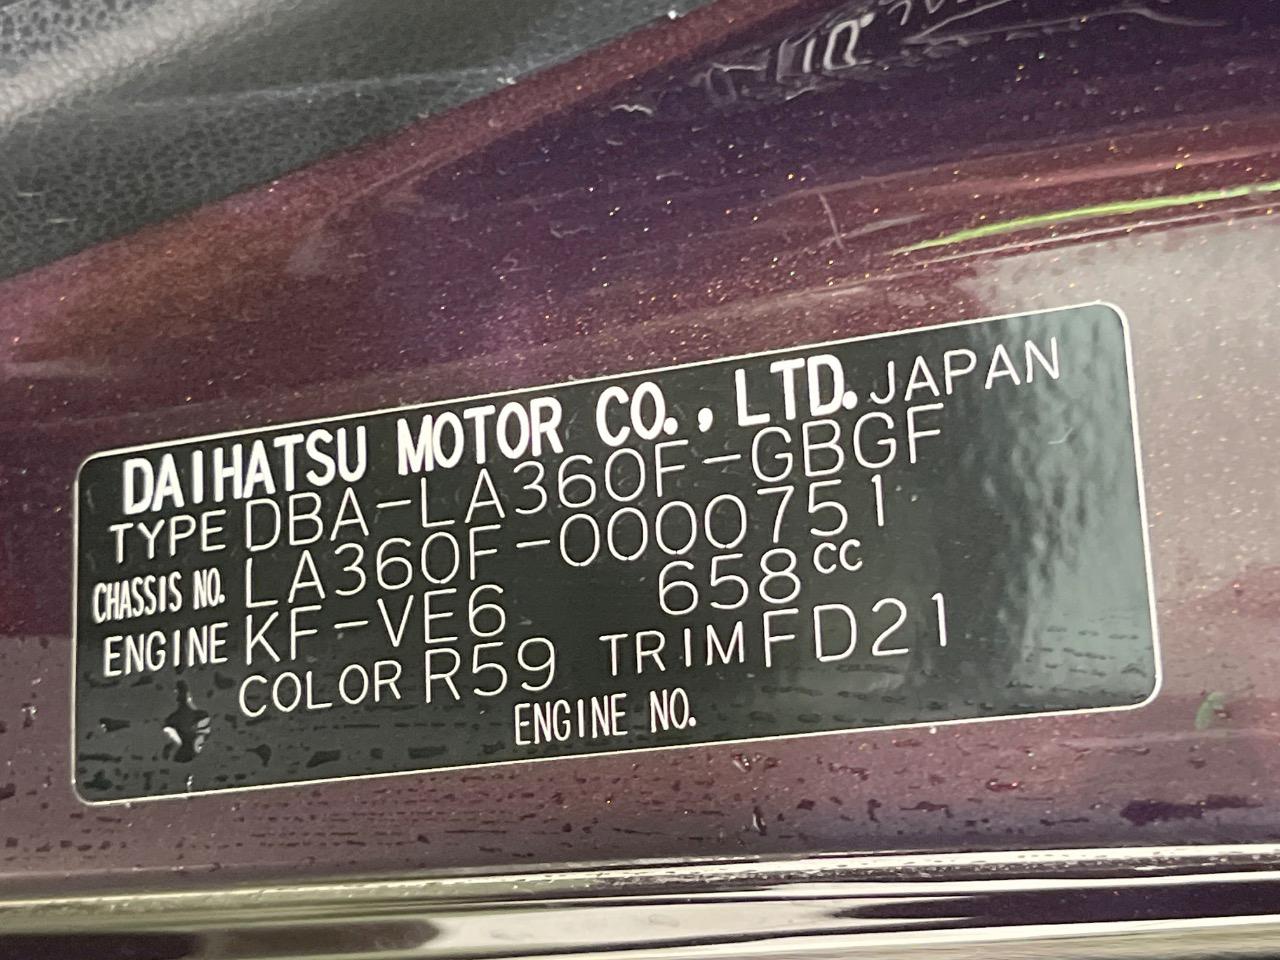 DAIHATSU MOTOR CO., LTD. JAPAN
TYPE DBA-LA360F-GBGF
CHASSIS NO. LA360F-0000751
ENGINE KF-VE6 658cc
COLOR R59 TRIM FD21
ENGINE NO.